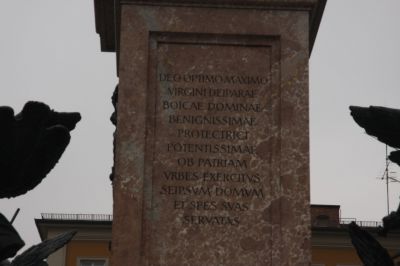 DEO OPTIMO MAXIMO
VIRGINI DEIPARAE
BOICAE DOMINAE
BENIGNISSIMAE
PROTECTRICI
POTENTISSIMAE
OB PATRIAM
VRBES EXERCITVS
SEIPSVM DOMVM
ET SPES SVAS
SERVATAS